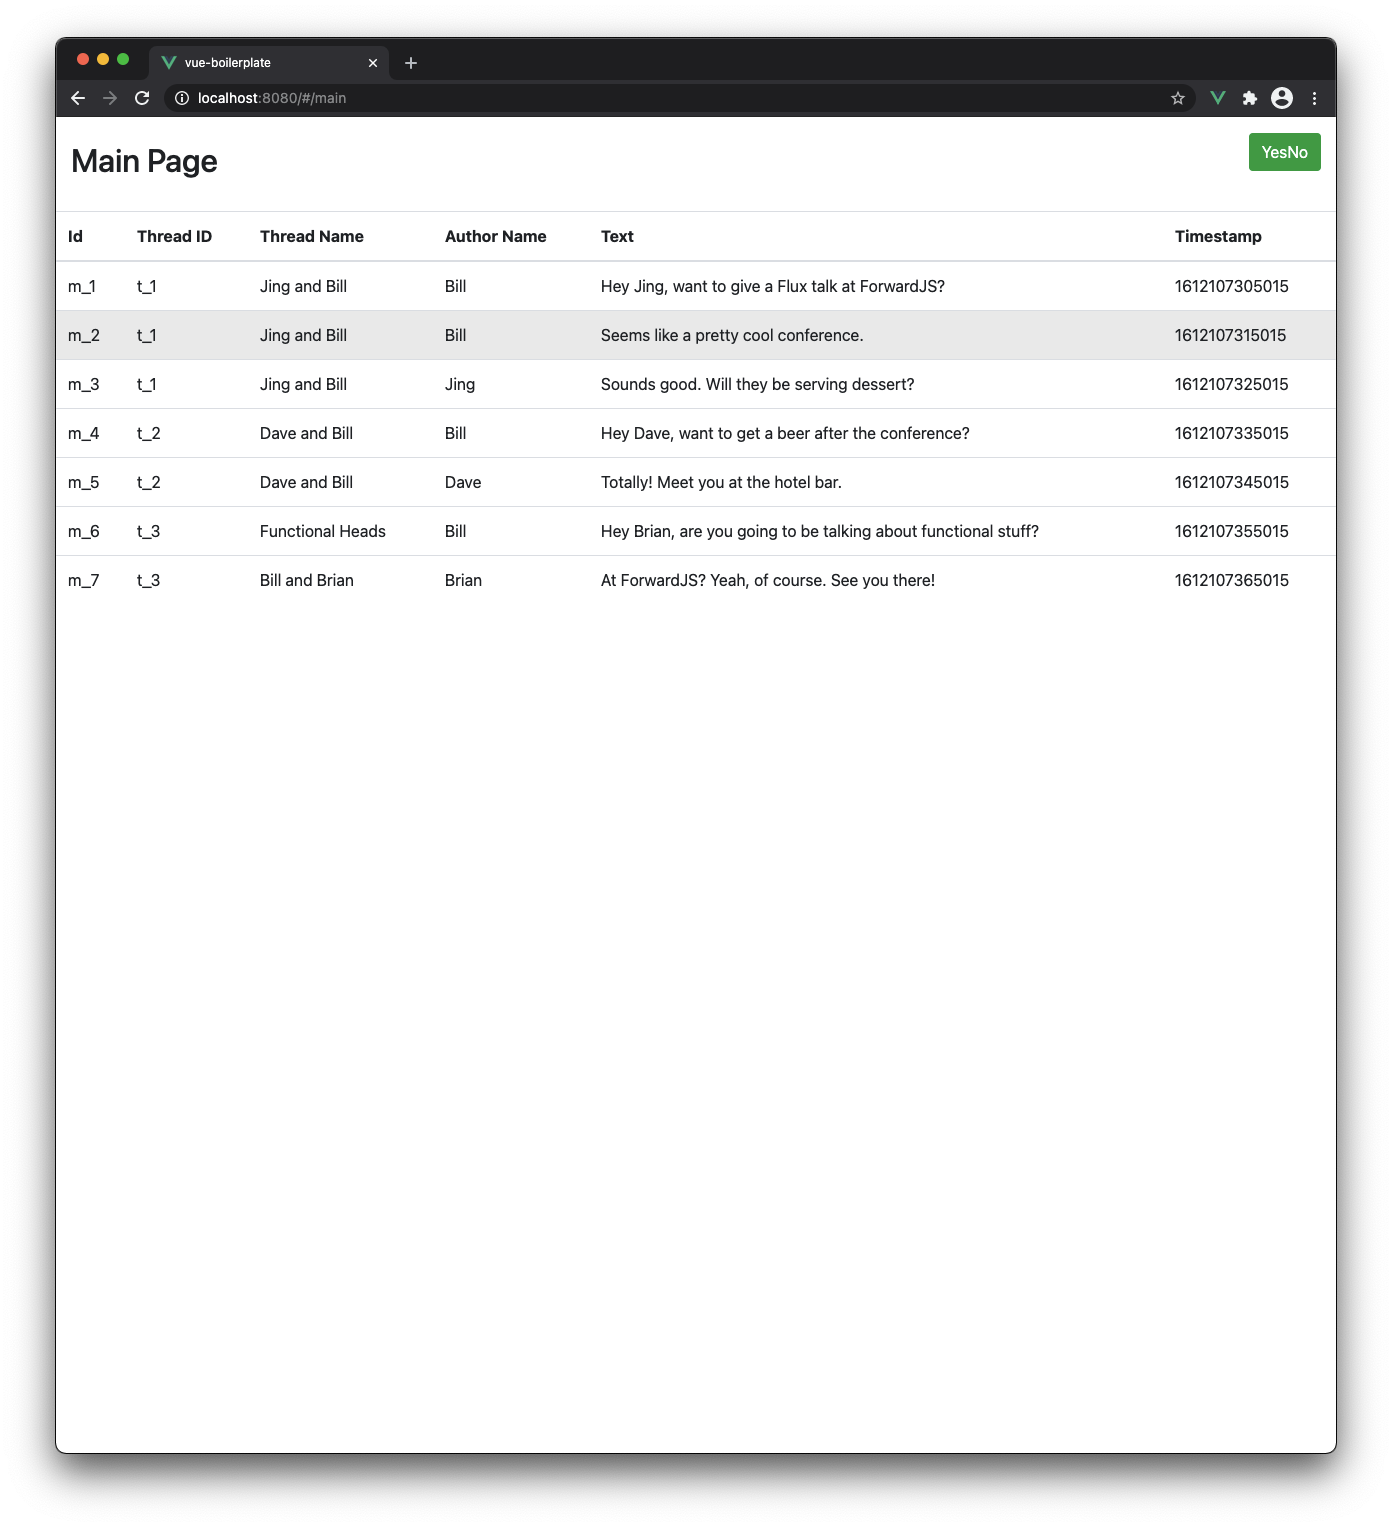 vue-boilerplate
localhost:8080/#/main
Main Page
YesNo
Id Thread ID Thread Name Author Name Text Timestamp
m_1 t_1 Jing and Bill Bill Hey Jing, want to give a Flux talk at ForwardJS? 1612107305015
m_2 t_1 Jing and Bill Bill Seems like a pretty cool conference. 1612107315015
m_3 t_1 Jing and Bill Jing Sounds good. Will they be serving dessert? 1612107325015
m_4 t_2 Dave and Bill Bill Hey Dave, want to get a beer after the conference? 1612107335015
m_5 t_2 Dave and Bill Dave Totally! Meet you at the hotel bar. 1612107345015
m_6 t_3 Functional Heads Bill Hey Brian, are you going to be talking about functional stuff? 1612107355015
m_7 t_3 Bill and Brian Brian At ForwardJS? Yeah, of course. See you there! 1612107365015